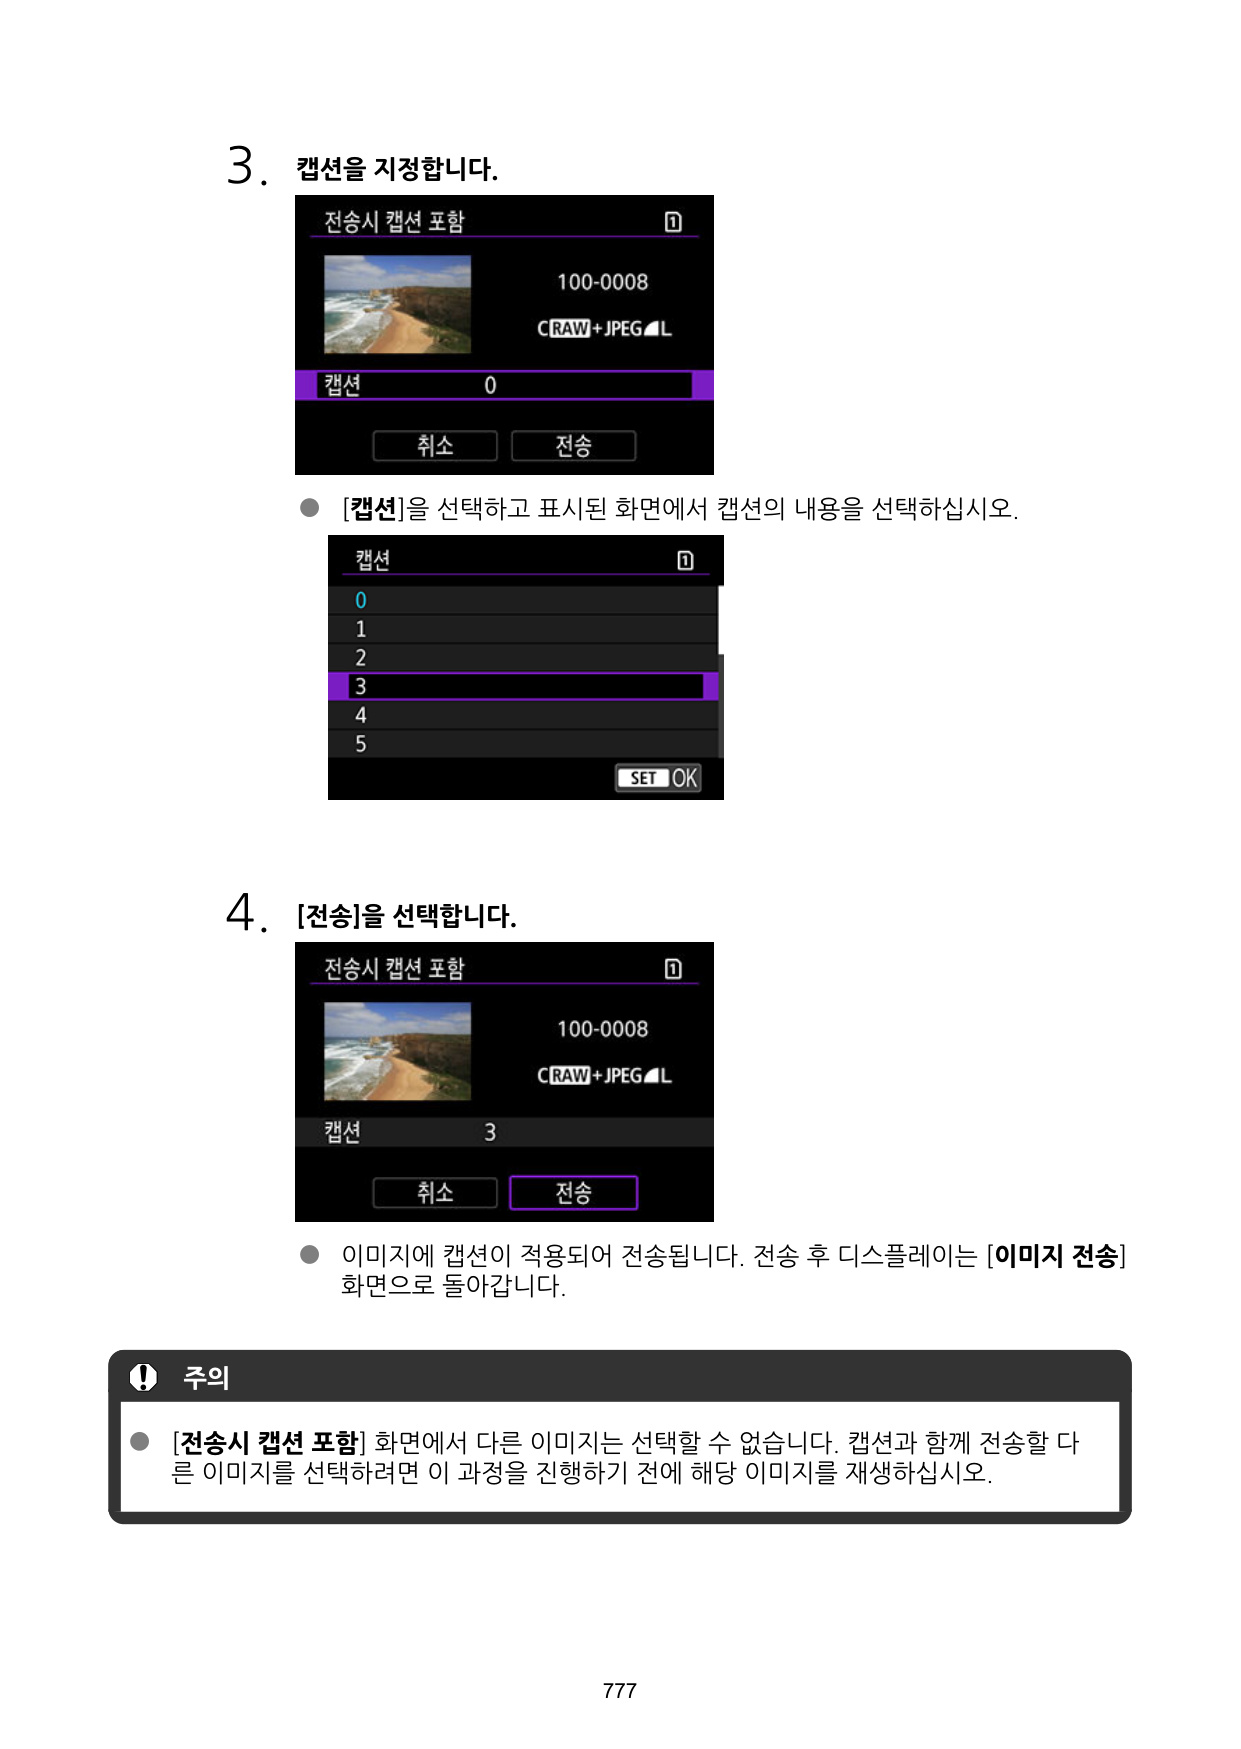 3. 캡션을 지정합니다.
전송시 캡션 포함 1
100-0008
CRAW+JPEG L
캡션 0
취소 전송
● [캡션]을 선택하고 표시된 화면에서 캡션의 내용을 선택하십시오.
캡션 1
0
1
2
3
4
5
SET OK
4. [전송]을 선택합니다.
전송시 캡션 포함 1
100-0008
CRAW+JPEG L
캡션 3
취소 전송
● 이미지에 캡션이 적용되어 전송됩니다. 전송 후 디스플레이는 [이미지 전송]
화면으로 돌아갑니다.
주의
● [전송시 캡션 포함] 화면에서 다른 이미지는 선택할 수 없습니다. 캡션과 함께 전송할 다
른 이미지를 선택하려면 이 과정을 진행하기 전에 해당 이미지를 재생하십시오.
777